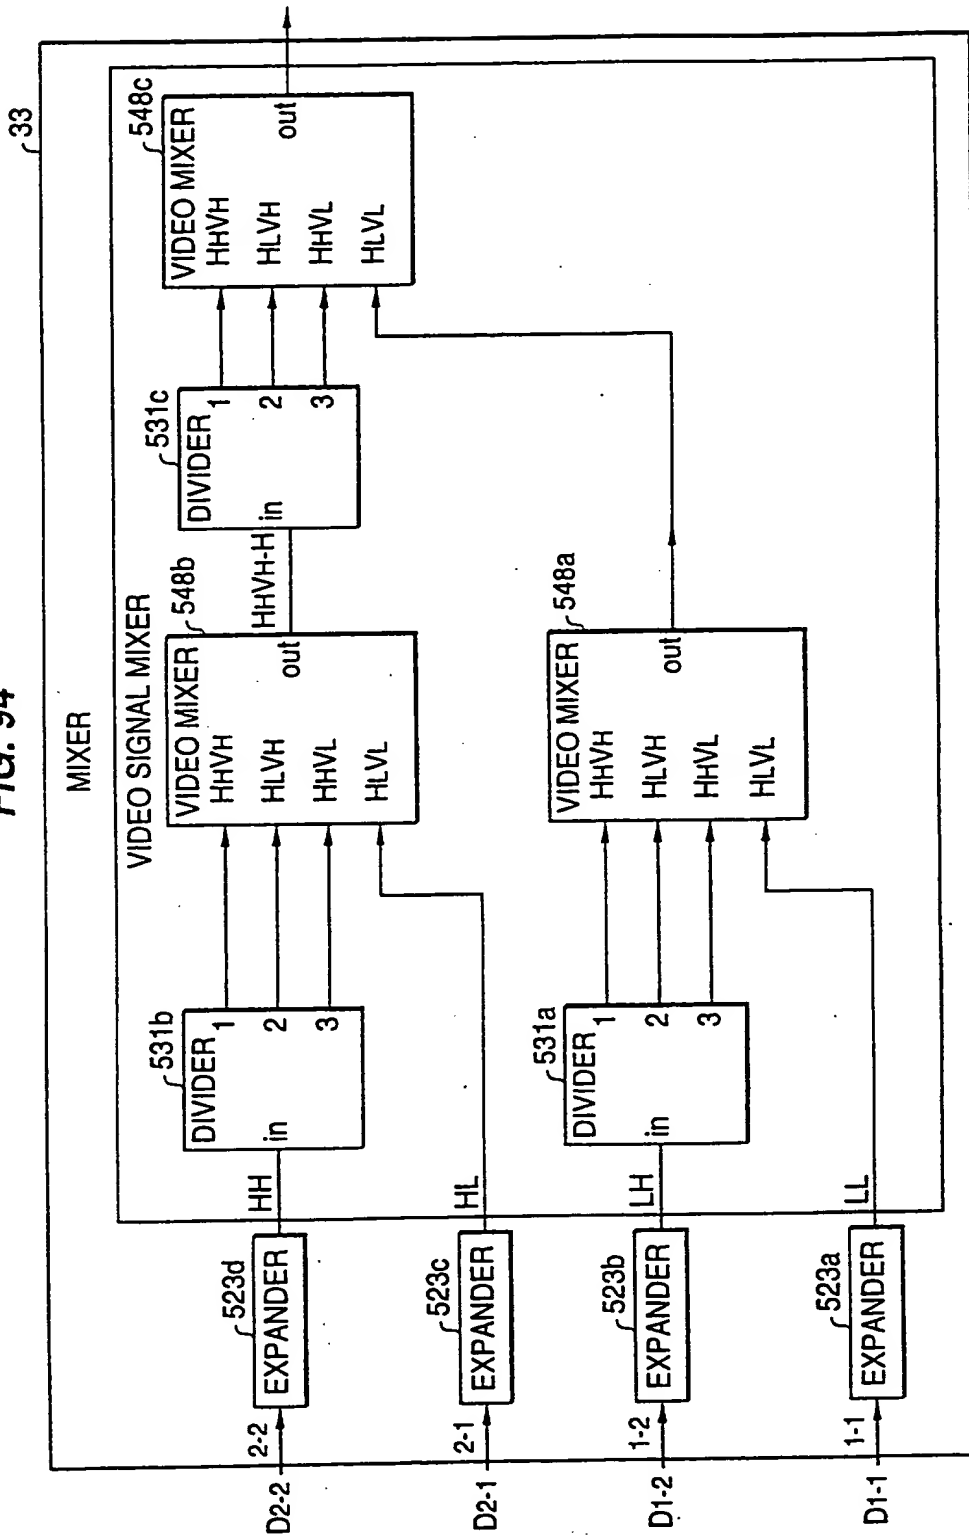 FIG. 94
33
MIXER
VIDEO SIGNAL MIXER
D2-2
2-2
EXPANDER
523d
HH
DIVIDER
531b
in
1
2
3
VIDEO MIXER
548b
HHVH
HLVH
HHVL
HLVL
out
HHVH-H
DIVIDER
531c
in
1
2
3
VIDEO MIXER
548c
HHVH
HLVH
HHVL
HLVL
out
D2-1
2-1
EXPANDER
523c
HL
D1-2
1-2
EXPANDER
523b
LH
DIVIDER
531a
in
1
2
3
VIDEO MIXER
548a
HHVH
HLVH
HHVL
HLVL
out
D1-1
1-1
EXPANDER
523a
LL